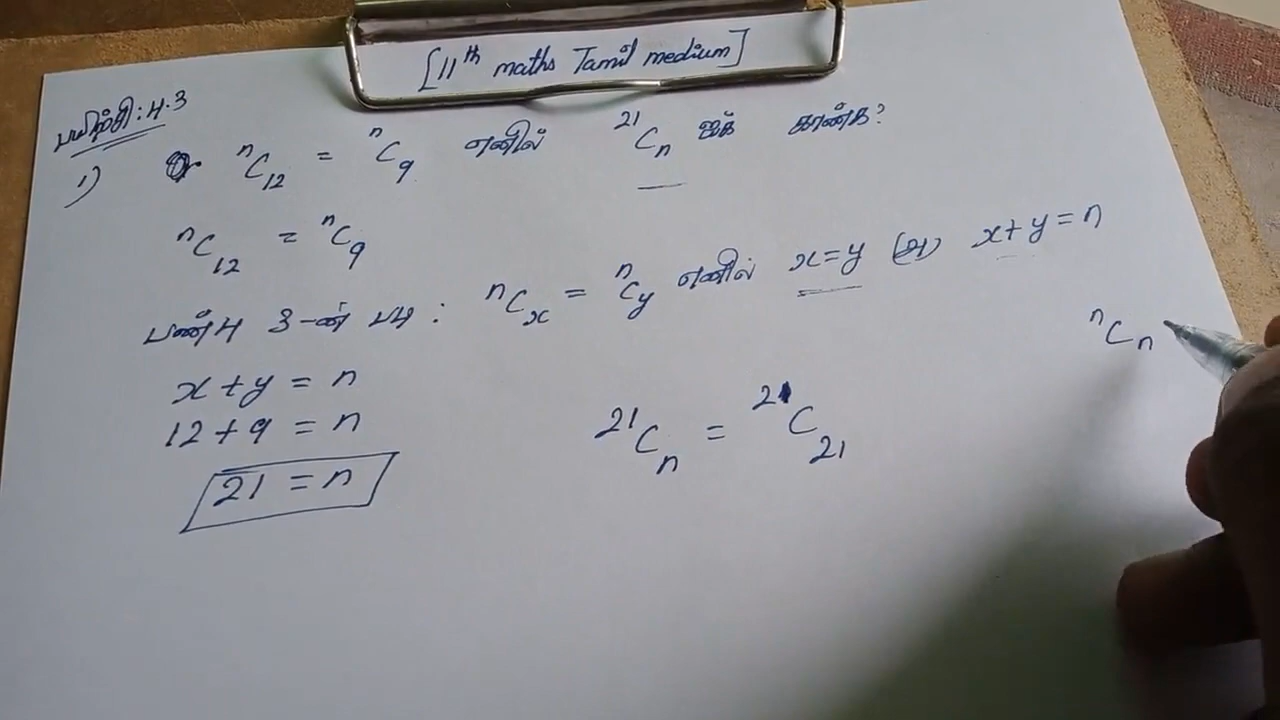 [11th maths Tamil medium]
பயிற்சி: 4.3
1) ⁿC₁₂ = ⁿC₉ எனில் ²¹Cₙ ஐக் காண்க?
ⁿC₁₂ = ⁿC₉
பண்பு 3-ன் படி : ⁿCₓ = ⁿCy எனில் x=y (அ) x+y=n
ⁿCₙ
x+y = n
12+9 = n
21 = n
²¹Cₙ = ²¹C₂₁